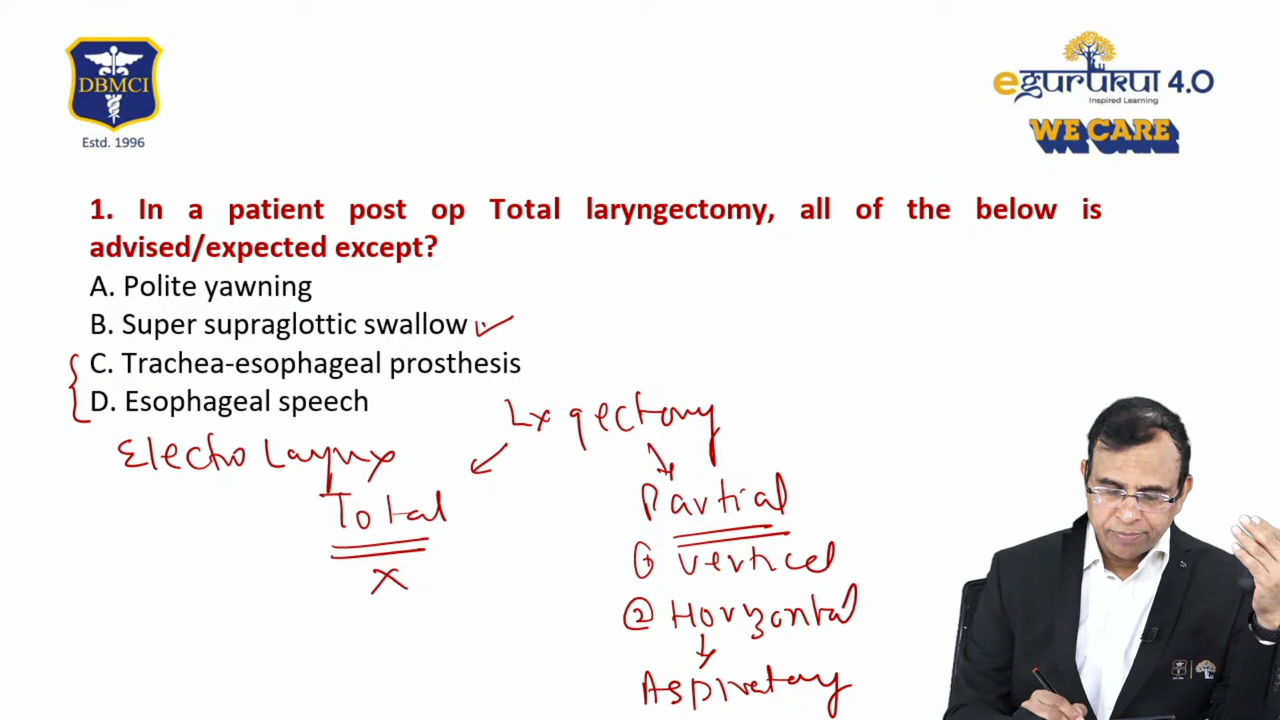 DBMCI
Estd. 1996
eGURUKUL 4.0
Inspired Learning
WE CARE
1. In a patient post op Total laryngectomy, all of the below is
advised/expected except?
A. Polite yawning
B. Super supraglottic swallow
C. Trachea-esophageal prosthesis
D. Esophageal speech
Lx gectomy
Electro Larynx
Total
Partial
X
① vertical
② Horizontal
Aspiratory